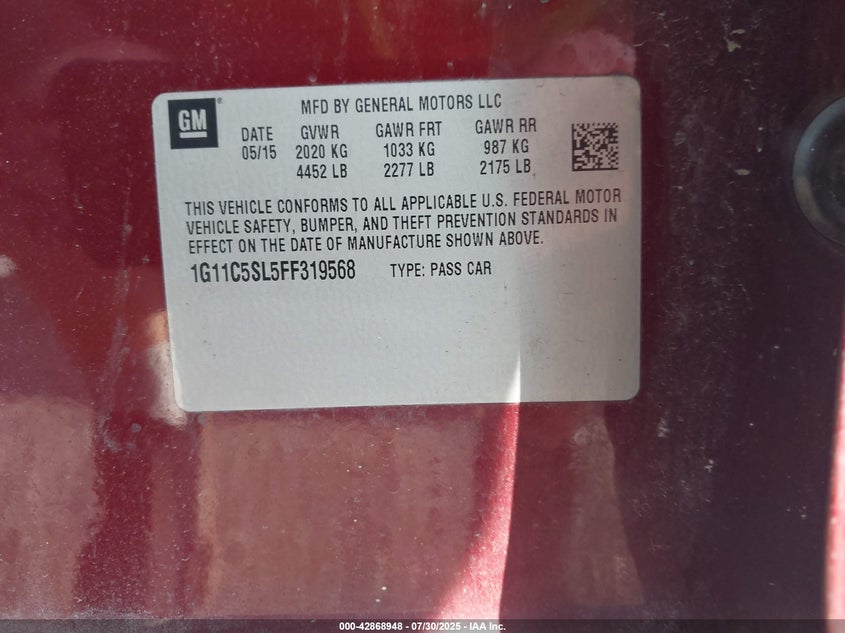 GM®
MFD BY GENERAL MOTORS LLC
DATE GVWR GAWR FRT GAWR RR
05/15 2020 KG 1033 KG 987 KG
4452 LB 2277 LB 2175 LB
THIS VEHICLE CONFORMS TO ALL APPLICABLE U.S. FEDERAL MOTOR
VEHICLE SAFETY, BUMPER, AND THEFT PREVENTION STANDARDS IN
EFFECT ON THE DATE OF MANUFACTURE SHOWN ABOVE.
1G11C5SL5FF319568 TYPE: PASS CAR
000-42868948 - 07/30/2025 - IAA Inc.